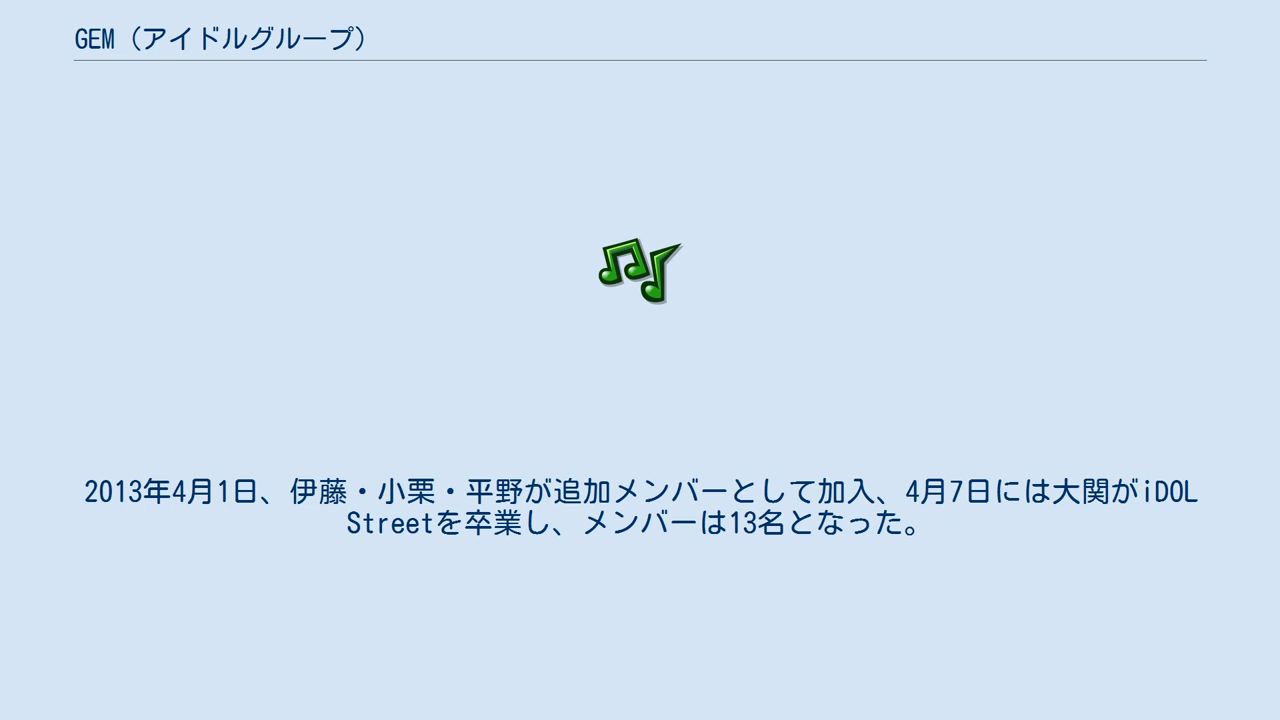 GEM（アイドルグループ）
2013年4月1日、伊藤・小栗・平野が追加メンバーとして加入、4月7日には大関がiDOL
Streetを卒業し、メンバーは13名となった。